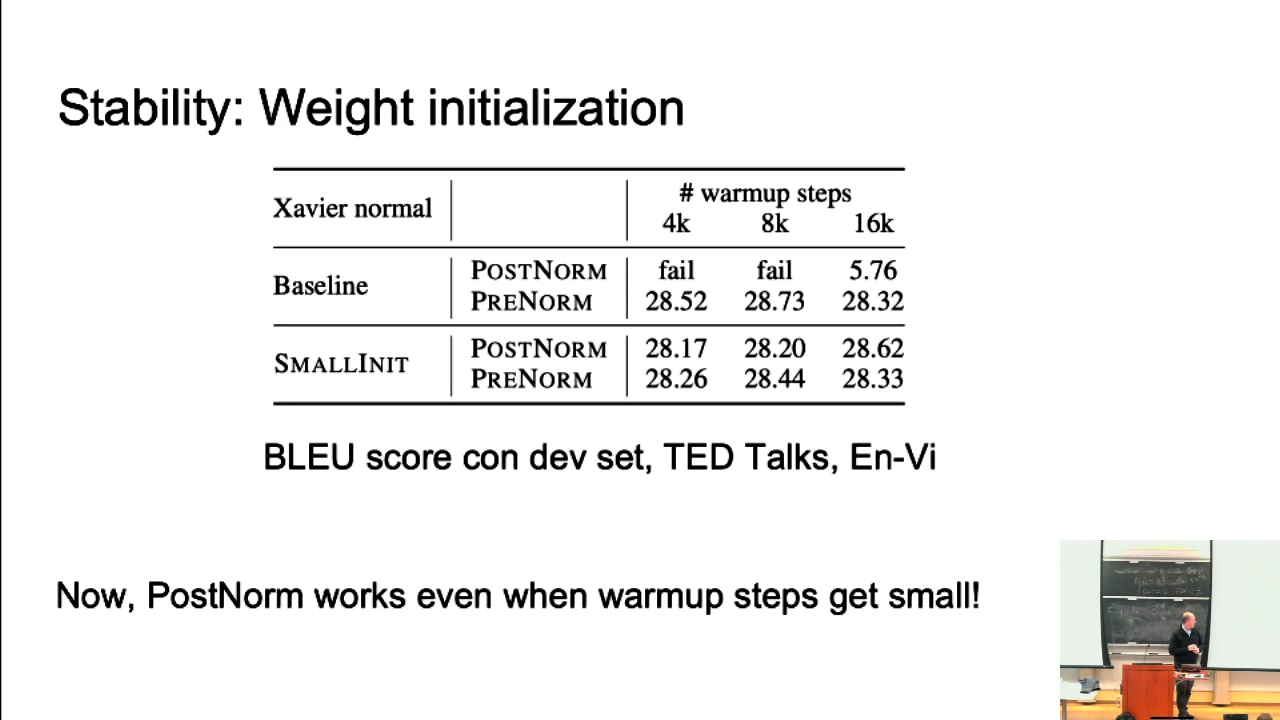 Stability: Weight initialization
Xavier normal
# warmup steps
4k 8k 16k
Baseline
POSTNORM fail fail 5.76
PRENORM 28.52 28.73 28.32
SMALLINIT
POSTNORM 28.17 28.20 28.62
PRENORM 28.26 28.44 28.33
BLEU score con dev set, TED Talks, En-Vi
Now, PostNorm works even when warmup steps get small!